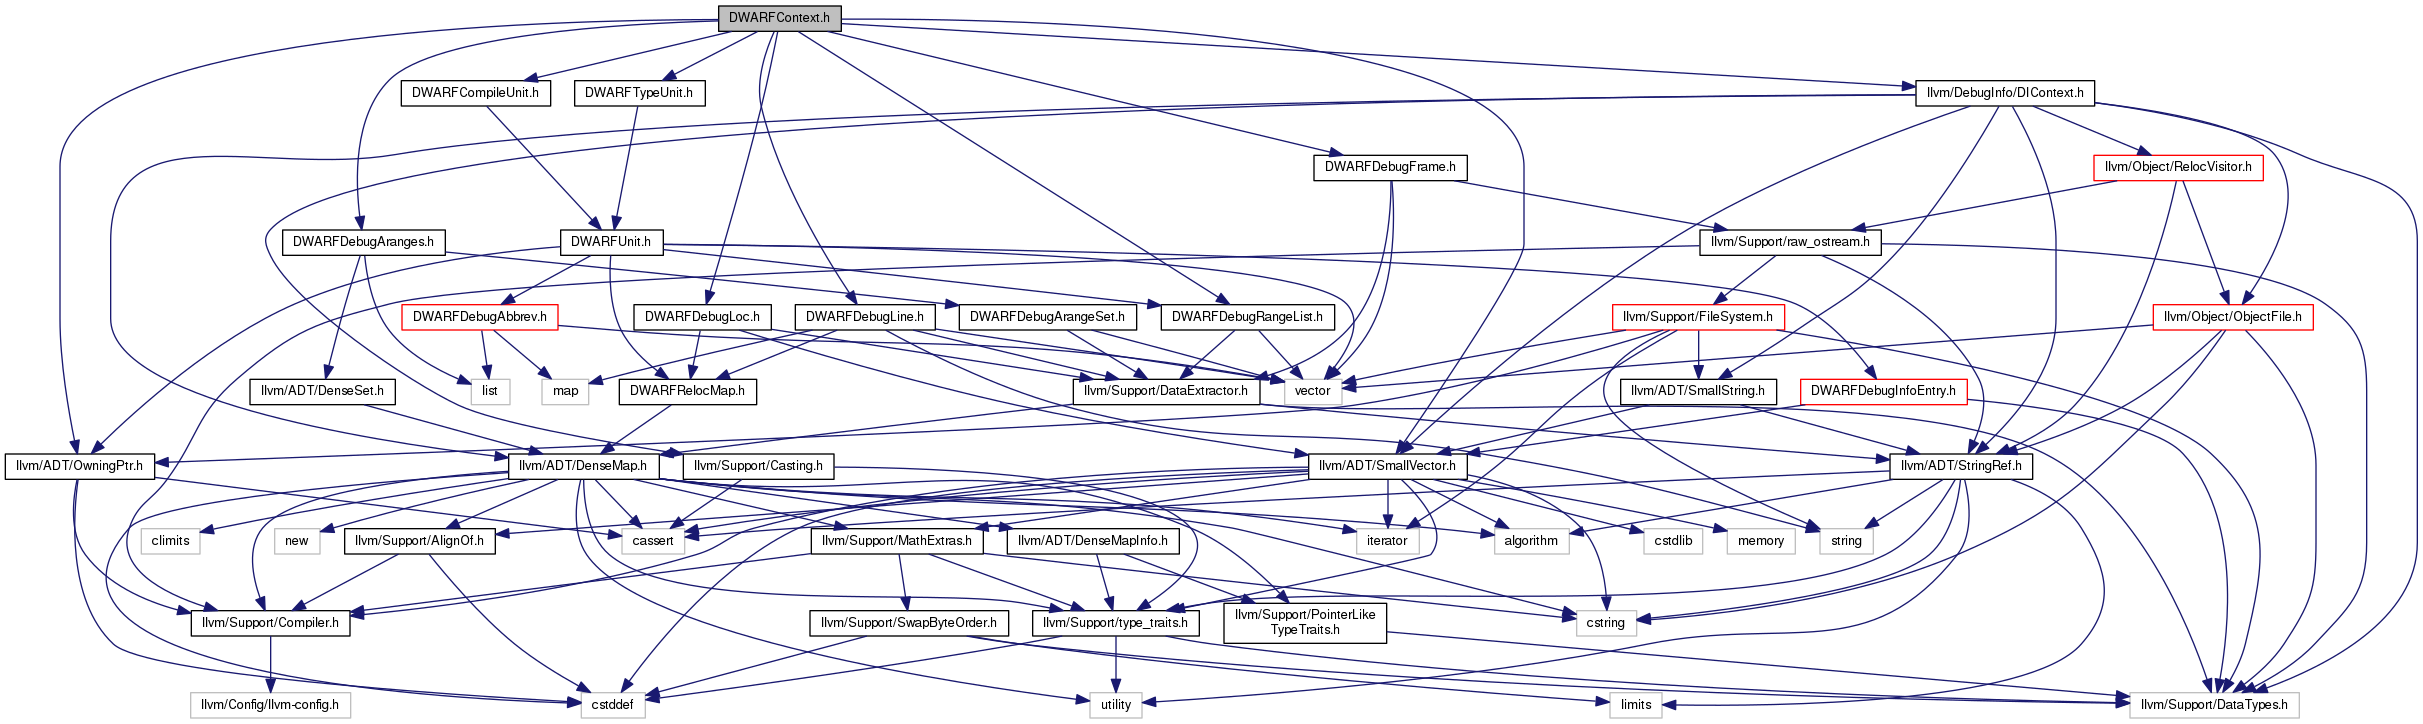 DWARFContext.h
DWARFCompileUnit.h
DWARFTypeUnit.h
llvm/DebugInfo/DIContext.h
DWARFDebugFrame.h
llvm/Object/RelocVisitor.h
DWARFDebugAranges.h
DWARFUnit.h
llvm/Support/raw_ostream.h
DWARFDebugAbbrev.h
DWARFDebugLoc.h
DWARFDebugLine.h
DWARFDebugArangeSet.h
DWARFDebugRangeList.h
llvm/Support/FileSystem.h
llvm/Object/ObjectFile.h
llvm/ADT/DenseSet.h
list
map
DWARFRelocMap.h
llvm/Support/DataExtractor.h
vector
llvm/ADT/SmallString.h
DWARFDebugInfoEntry.h
llvm/ADT/OwningPtr.h
llvm/ADT/DenseMap.h
llvm/Support/Casting.h
llvm/ADT/SmallVector.h
llvm/ADT/StringRef.h
climits
new
llvm/Support/AlignOf.h
cassert
llvm/Support/MathExtras.h
llvm/ADT/DenseMapInfo.h
iterator
algorithm
cstdlib
memory
string
llvm/Support/Compiler.h
llvm/Support/SwapByteOrder.h
llvm/Support/type_traits.h
llvm/Support/PointerLike
TypeTraits.h
cstring
llvm/Config/llvm-config.h
cstddef
utility
limits
llvm/Support/DataTypes.h